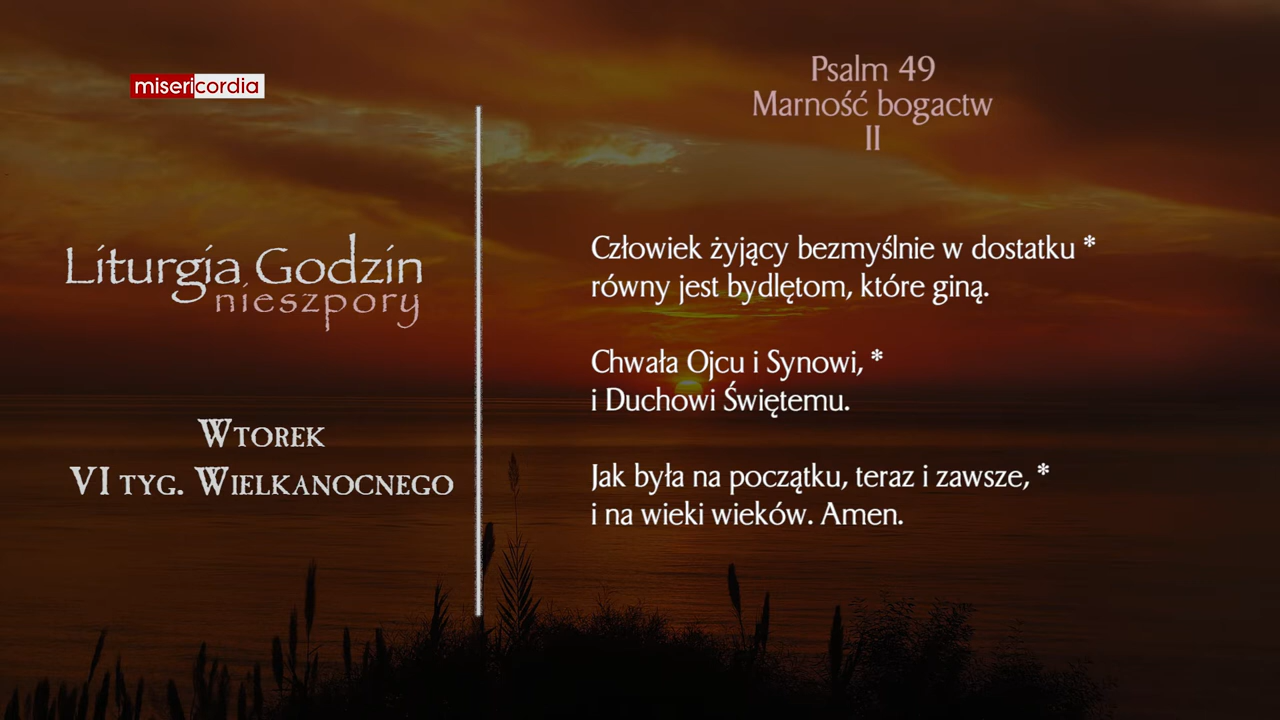 misericordia
Liturgia Godzin
nieszpory
Wtorek
VI tyg. Wielkanocnego
Psalm 49
Marność bogactw
II
Człowiek żyjący bezmyślnie w dostatku *
równy jest bydlętom, które giną.
Chwała Ojcu i Synowi, *
i Duchowi Świętemu.
Jak była na początku, teraz i zawsze, *
i na wieki wieków. Amen.